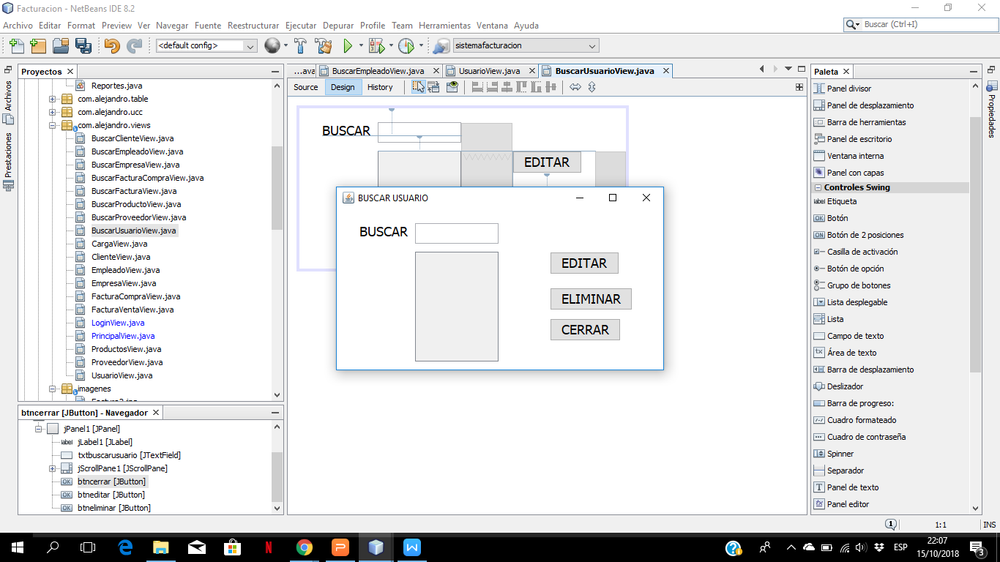 Facturacion - NetBeans IDE 8.2
Archivo Editar Format Preview Ver Navegar Fuente Reestructurar Ejecutar Depurar Profile Team Herramientas Ventana Ayuda
Buscar (Ctrl+I)
<default config>
sistemafacturacion
Archivos
Prestaciones
Proyectos
Reportes.java
com.alejandro.table
com.alejandro.ucc
com.alejandro.views
BuscarClienteView.java
BuscarEmpleadoView.java
BuscarEmpresaView.java
BuscarFacturaCompraView.java
BuscarFacturaView.java
BuscarProductoView.java
BuscarProveedorView.java
BuscarUsuarioView.java
CargaView.java
ClienteView.java
EmpleadoView.java
EmpresaView.java
FacturaCompraView.java
FacturaVentaView.java
LoginView.java
PrincipalView.java
ProductosView.java
ProveedorView.java
UsuarioView.java
imagenes
btncerrar [JButton] - Navegador
jPanel1 [JPanel]
jLabel1 [JLabel]
txtbuscarusuario [JTextField]
jScrollPane1 [JScrollPane]
btncerrar [JButton]
btneditar [JButton]
btneliminar [JButton]
...ava BuscarEmpleadoView.java UsuarioView.java BuscarUsuarioView.java
Source Design History
BUSCAR
EDITAR
BUSCAR USUARIO
BUSCAR
EDITAR
ELIMINAR
CERRAR
Paleta
Panel divisor
Panel de desplazamiento
Barra de herramientas
Panel de escritorio
Ventana interna
Panel con capas
Controles Swing
label Etiqueta
OK Botón
ON Botón de 2 posiciones
Casilla de activación
Botón de opción
Grupo de botones
Lista desplegable
Lista
Campo de texto
Área de texto
Barra de desplazamiento
Deslizador
Barra de progreso:
Cuadro formateado
Cuadro de contraseña
Spinner
Separador
Panel de texto
Panel editor
Propiedades
1 1:1 INS
ESP
22:07
15/10/2018
3